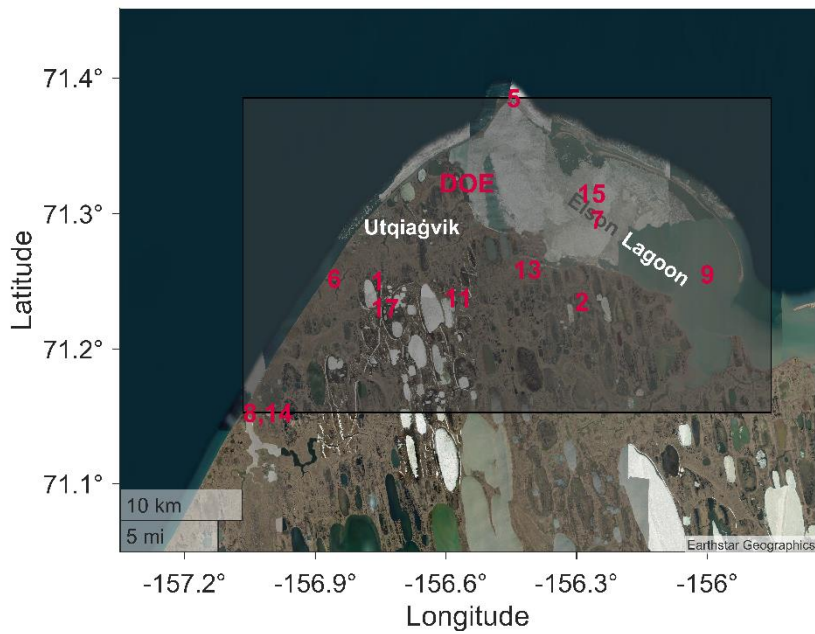 71.4°
5
DOE
15
71.3°
Elson
7
Utqiaġvik
Lagoon
13
9
6
1
11
2
17
Latitude
71.2°
8,14
71.1°
10 km
5 mi
Earthstar Geographics
-157.2°
-156.9°
-156.6°
-156.3°
-156°
Longitude